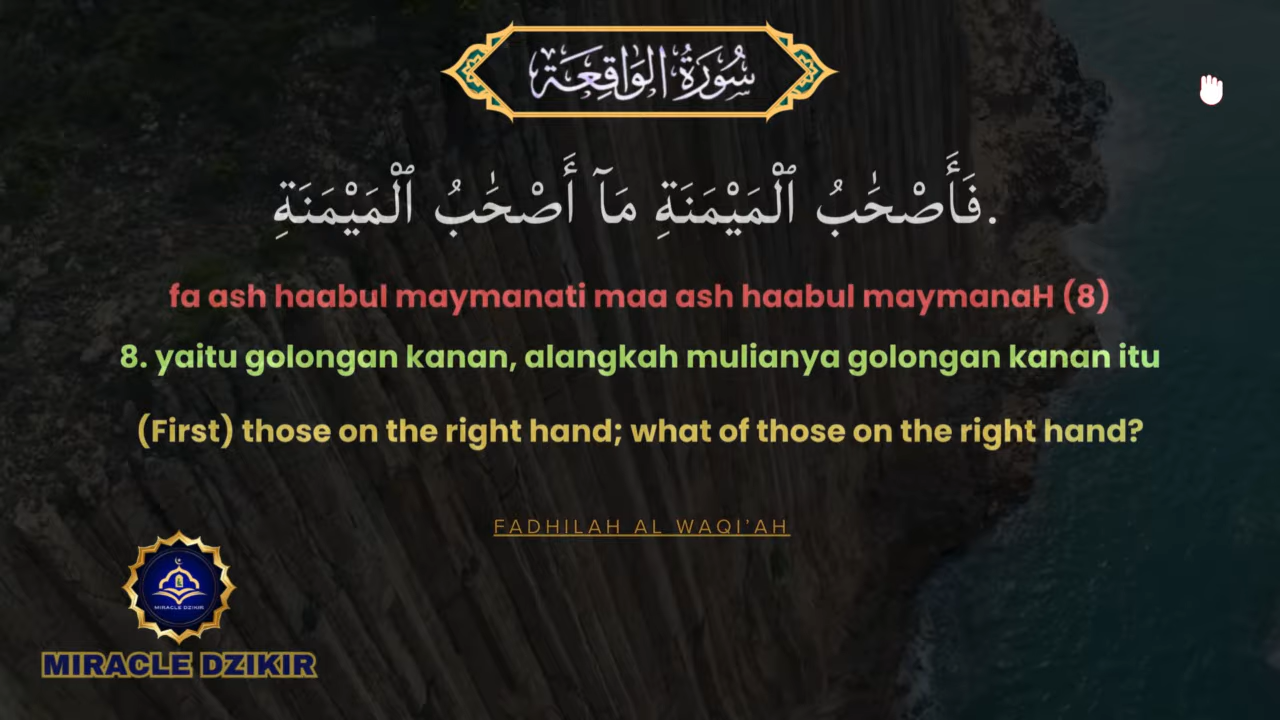 سُورَةُ الوَاقِعَة
فَأَصْحَٰبُ ٱلْمَيْمَنَةِ مَآ أَصْحَٰبُ ٱلْمَيْمَنَةِ.
fa ash haabul maymanati maa ash haabul maymanaH (8)
8. yaitu golongan kanan, alangkah mulianya golongan kanan itu
(First) those on the right hand; what of those on the right hand?
FADHILAH AL WAQI'AH
MIRACLE DZIKIR
MIRACLE DZIKIR